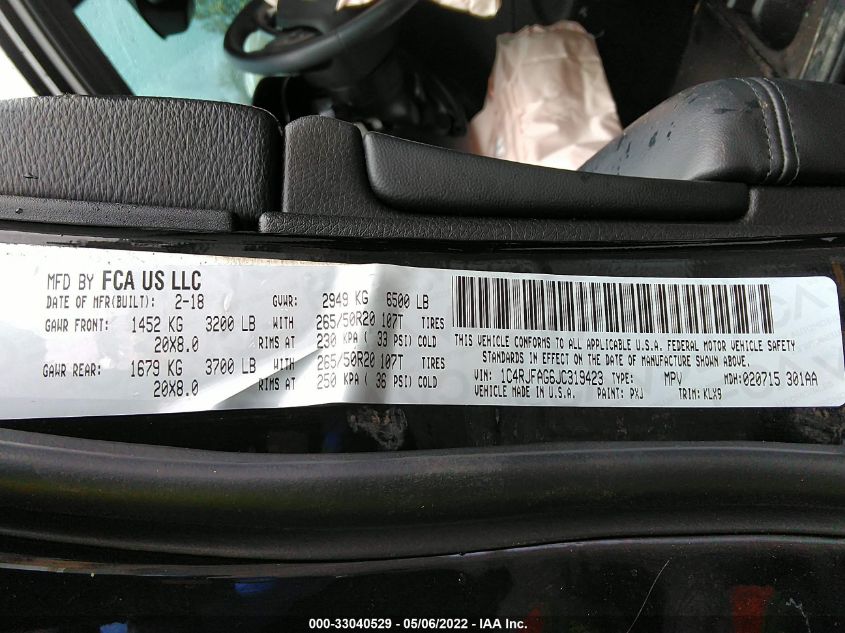 MFD BY FCA US LLC
DATE OF MFR(BUILT): 2-18 GVWR: 2949 KG 6500 LB
GAWR FRONT: 1452 KG 3200 LB WITH 265/50R20 107T TIRES
20X8.0 RIMS AT 230 KPA ( 33 PSI) COLD
GAWR REAR: 1679 KG 3700 LB WITH 265/50R20 107T TIRES
20X8.0 RIMS AT 250 KPA ( 36 PSI) COLD
THIS VEHICLE CONFORMS TO ALL APPLICABLE U.S.A. FEDERAL MOTOR VEHICLE SAFETY
STANDARDS IN EFFECT ON THE DATE OF MANUFACTURE SHOWN ABOVE.
VIN: 1C4RJFAG6JC319423 TYPE: MPV MDH:020715 301AA
VEHICLE MADE IN U.S.A. PAINT: PXJ TRIM: KLX9
000-33040529 - 05/06/2022 - IAA Inc.